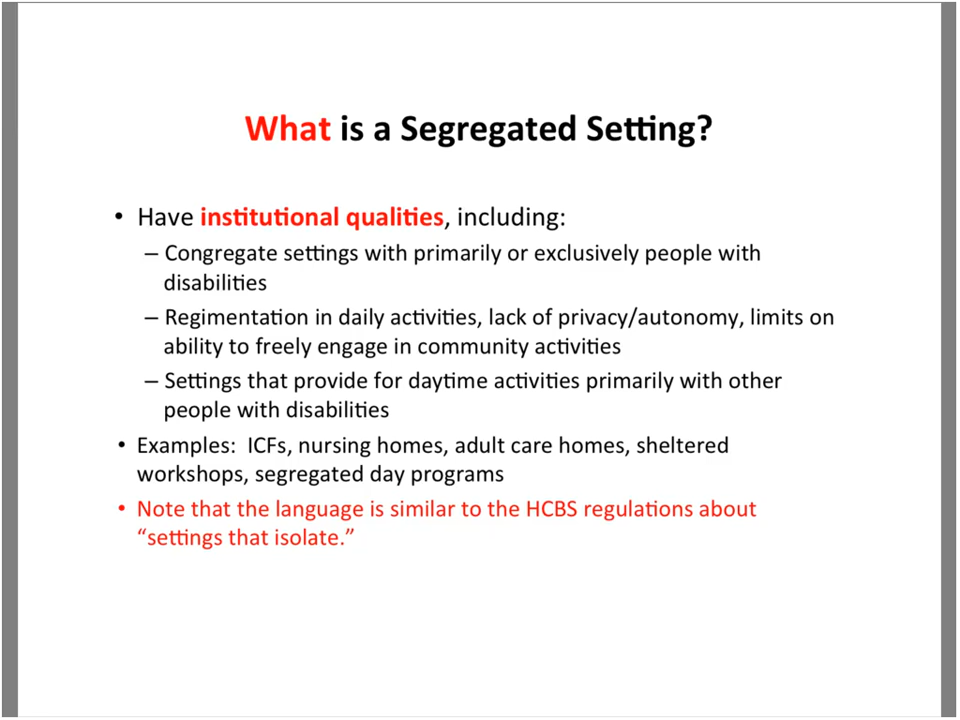 What is a Segregated Setting?
• Have institutional qualities, including:
– Congregate settings with primarily or exclusively people with
disabilities
– Regimentation in daily activities, lack of privacy/autonomy, limits on
ability to freely engage in community activities
– Settings that provide for daytime activities primarily with other
people with disabilities
• Examples:  ICFs, nursing homes, adult care homes, sheltered
workshops, segregated day programs
• Note that the language is similar to the HCBS regulations about
“settings that isolate.”